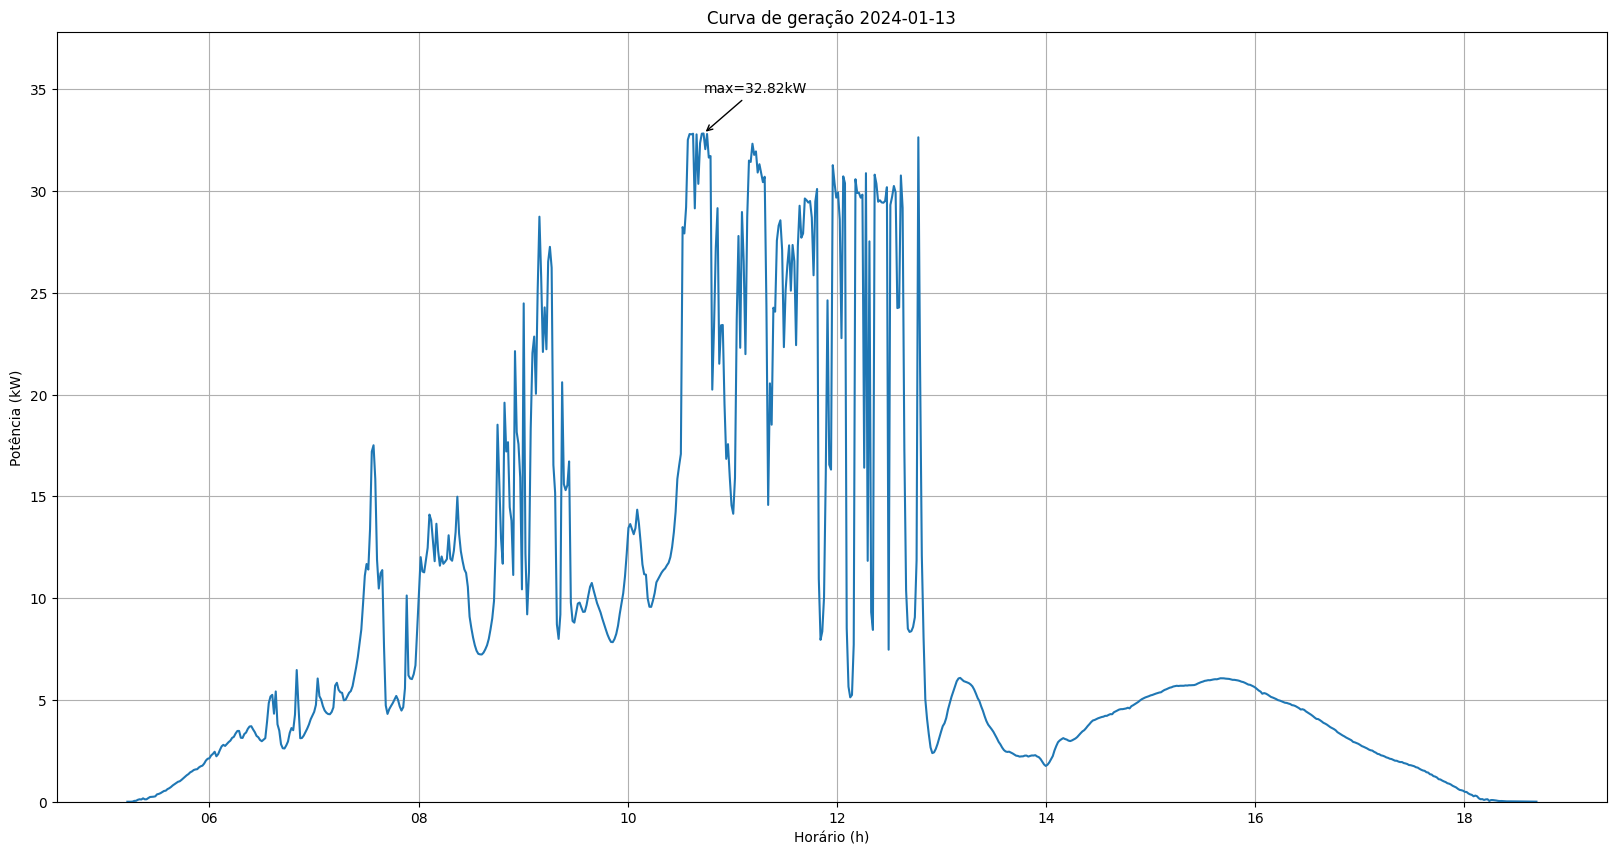 Curva de geração 2024-01-13
max=32.82kW
35
30
25
20
15
10
5
0
Potência (kW)
06 08 10 12 14 16 18
Horário (h)